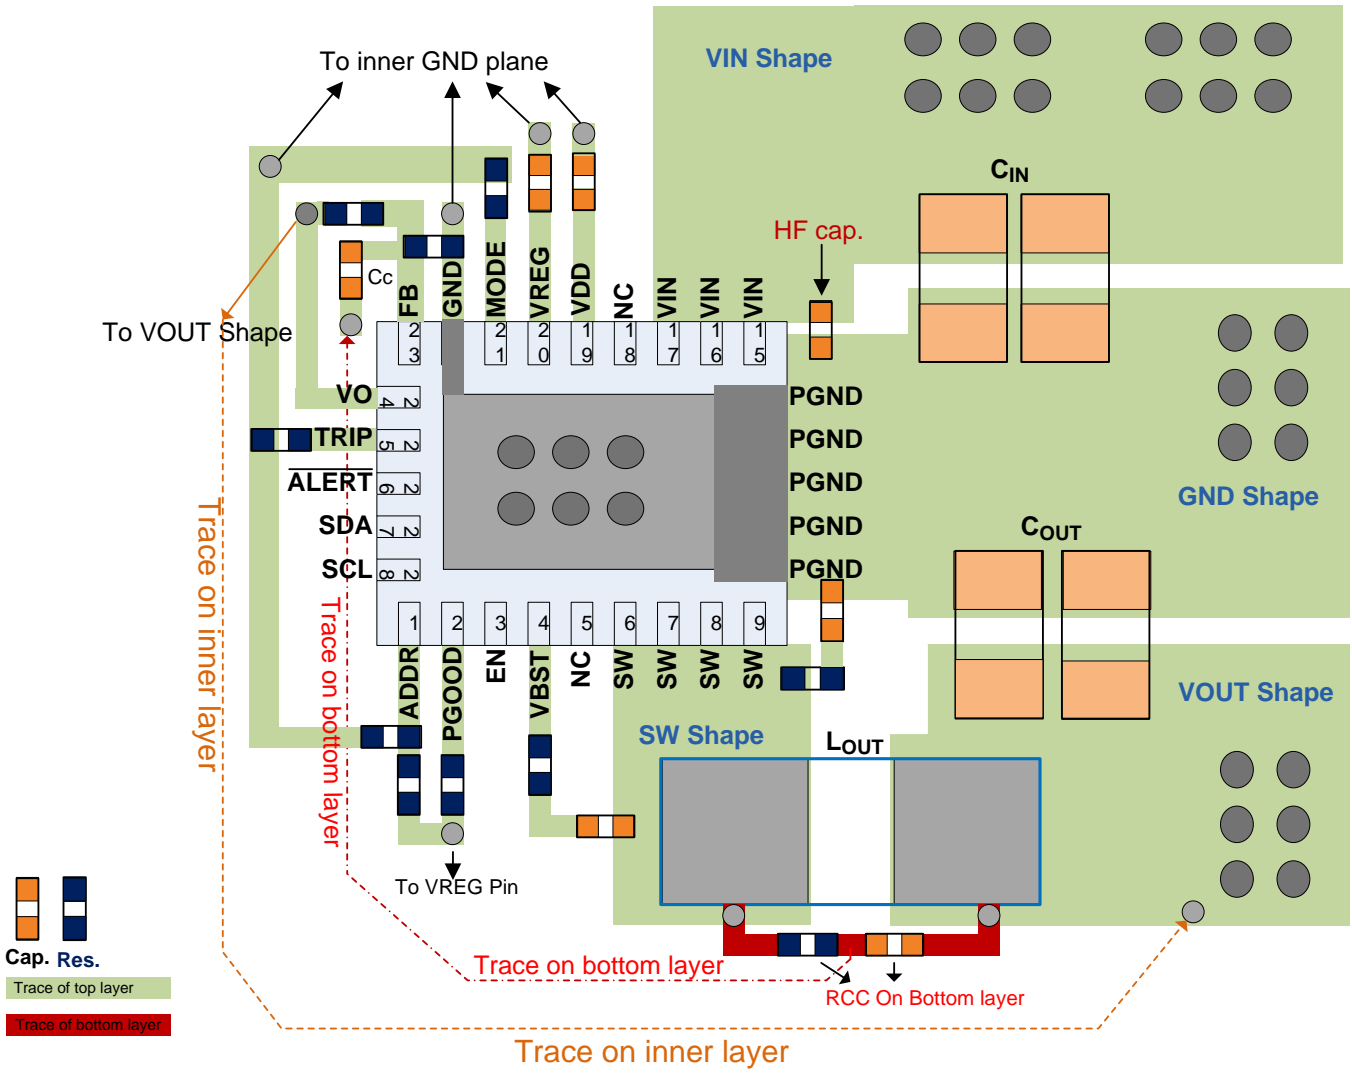 To inner GND plane
VIN Shape
CIN
HF cap.
Cc
FB
GND
MODE
VREG
VDD
NC
VIN
VIN
VIN
To VOUT Shape
23
21
20
19
18
17
16
15
VO
24
TRIP
25
ALERT
26
SDA
27
SCL
28
PGND
PGND
PGND
PGND
PGND
GND Shape
COUT
1
2
3
4
5
6
7
8
9
ADDR
PGOOD
EN
VBST
NC
SW
SW
SW
SW
Trace on inner layer
Trace on bottom layer
SW Shape
LOUT
VOUT Shape
To VREG Pin
Cap. Res.
Trace of top layer
Trace of bottom layer
Trace on bottom layer
RCC On Bottom layer
Trace on inner layer